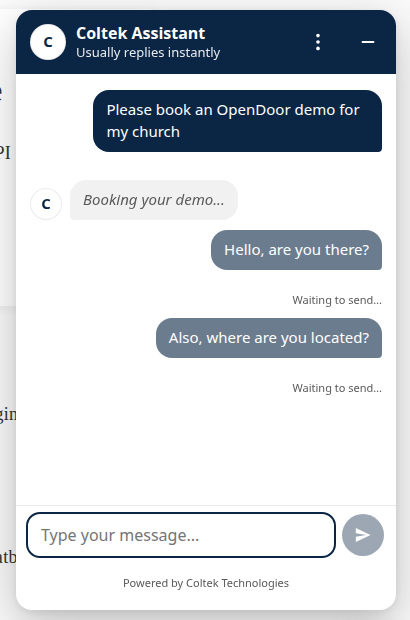 C
Coltek Assistant
Usually replies instantly
Please book an OpenDoor demo for
my church
C
Booking your demo...
Hello, are you there?
Waiting to send...
Also, where are you located?
Waiting to send...
Type your message...
Powered by Coltek Technologies